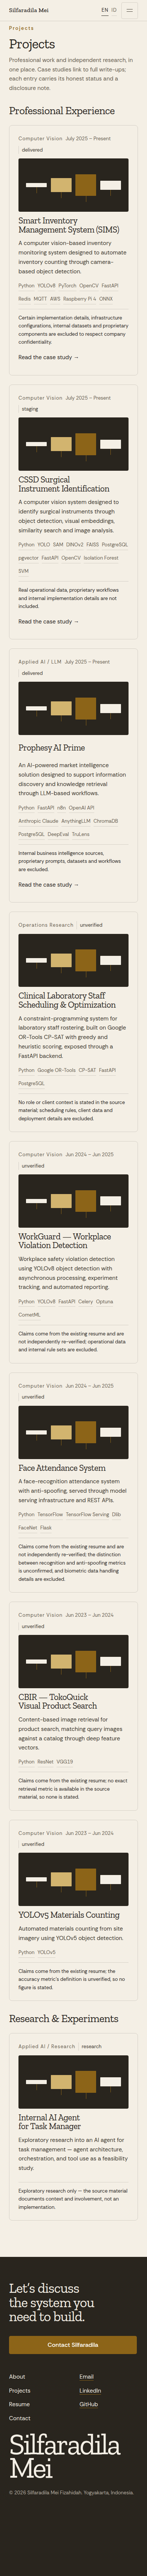 Silfaradila Mei
EN ID
Projects
Projects
Professional work and independent research, in
one place. Case studies link to full write-ups;
each entry carries its honest status and a
disclosure note.
Professional Experience
Computer Vision July 2025 – Present
delivered
Smart Inventory
Management System (SIMS)
A computer vision-based inventory
monitoring system designed to automate
inventory counting through camera-
based object detection.
Python YOLOv8 PyTorch OpenCV FastAPI
Redis MQTT AWS Raspberry Pi 4 ONNX
Certain implementation details, infrastructure
configurations, internal datasets and proprietary
components are excluded to respect company
confidentiality.
Read the case study →
Computer Vision July 2025 – Present
staging
CSSD Surgical
Instrument Identification
A computer vision system designed to
identify surgical instruments through
object detection, visual embeddings,
similarity search and image analysis.
Python YOLO SAM DINOv2 FAISS PostgreSQL
pgvector FastAPI OpenCV Isolation Forest
SVM
Real operational data, proprietary workflows
and internal implementation details are not
included.
Read the case study →
Applied AI / LLM July 2025 – Present
delivered
Prophesy AI Prime
An AI-powered market intelligence
solution designed to support information
discovery and knowledge retrieval
through LLM-based workflows.
Python FastAPI n8n OpenAI API
Anthropic Claude AnythingLLM ChromaDB
PostgreSQL DeepEval TruLens
Internal business intelligence sources,
proprietary prompts, datasets and workflows
are excluded.
Read the case study →
Operations Research unverified
Clinical Laboratory Staff
Scheduling & Optimization
A constraint-programming system for
laboratory staff rostering, built on Google
OR-Tools CP-SAT with greedy and
heuristic scoring, exposed through a
FastAPI backend.
Python Google OR-Tools CP-SAT FastAPI
PostgreSQL
No role or client context is stated in the source
material; scheduling rules, client data and
deployment details are excluded.
Computer Vision Jun 2024 – Jun 2025
unverified
WorkGuard — Workplace
Violation Detection
Workplace safety violation detection
using YOLOv8 object detection with
asynchronous processing, experiment
tracking, and automated reporting.
Python YOLOv8 FastAPI Celery Optuna
CometML
Claims come from the existing resume and are
not independently re-verified; operational data
and internal rule sets are excluded.
Computer Vision Jun 2024 – Jun 2025
unverified
Face Attendance System
A face-recognition attendance system
with anti-spoofing, served through model
serving infrastructure and REST APIs.
Python TensorFlow TensorFlow Serving Dlib
FaceNet Flask
Claims come from the existing resume and are
not independently re-verified; the distinction
between recognition and anti-spoofing metrics
is confirmed; and biometric data handling
details are excluded.
Computer Vision Jun 2023 – Jun 2024
unverified
CBIR — TokoQuick
Visual Product Search
Content-based image retrieval for
product search, matching query images
against a catalog through deep feature
vectors.
Python ResNet VGG19
Claims come from the existing resume; no exact
retrieval metric is available in the source
material, so none is stated.
Computer Vision Jun 2023 – Jun 2024
unverified
YOLOv5 Materials Counting
Automated materials counting from site
imagery using YOLOv5 object detection.
Python YOLOv5
Claims come from the existing resume; the
accuracy metric's definition is unverified, so no
figure is stated.
Research & Experiments
Applied AI / Research research
Internal AI Agent
for Task Manager
Exploratory research into an AI agent for
task management — agent architecture,
orchestration, and tool use as a feasibility
study.
Exploratory research only — the source material
documents context and involvement, not an
implementation.
Let's discuss
the system you
need to build.
Contact Silfaradila
About
Email
Projects
LinkedIn
Resume
GitHub
Contact
Silfaradila
Mei
© 2026 Silfaradila Mei Fizahidah. Yogyakarta, Indonesia.